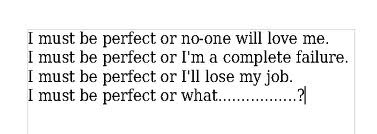 I must be perfect or no-one will love me.
I must be perfect or I'm a complete failure.
I must be perfect or I'll lose my job.
I must be perfect or what.................?